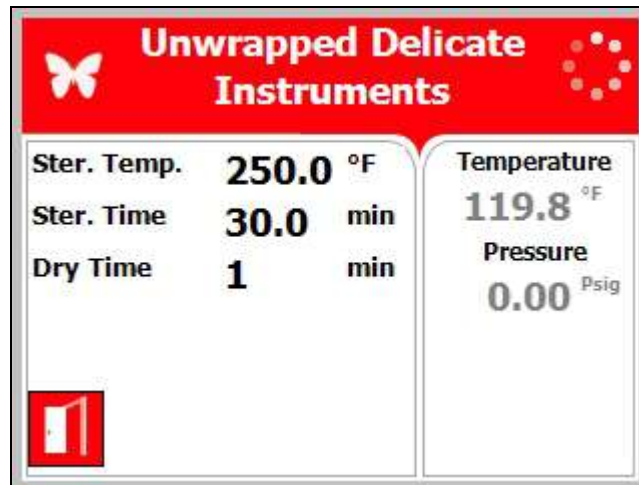 Unwrapped Delicate
Instruments
Ster. Temp. 250.0 °F
Ster. Time 30.0 min
Dry Time 1 min
Temperature
119.8 °F
Pressure
0.00 Psig